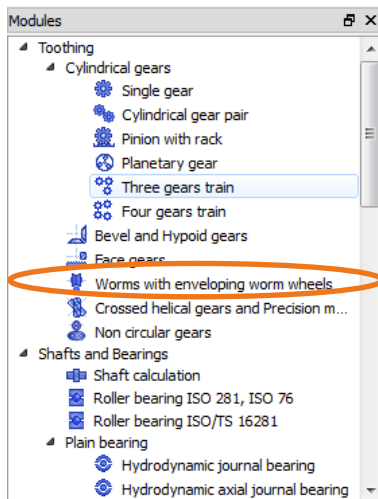 Modules
Toothing
Cylindrical gears
Single gear
Cylindrical gear pair
Pinion with rack
Planetary gear
Three gears train
Four gears train
Bevel and Hypoid gears
Face gears
Worms with enveloping worm wheels
Crossed helical gears and Precision m...
Non circular gears
Shafts and Bearings
Shaft calculation
Roller bearing ISO 281, ISO 76
Roller bearing ISO/TS 16281
Plain bearing
Hydrodynamic journal bearing
Hydrodynamic axial journal bearing